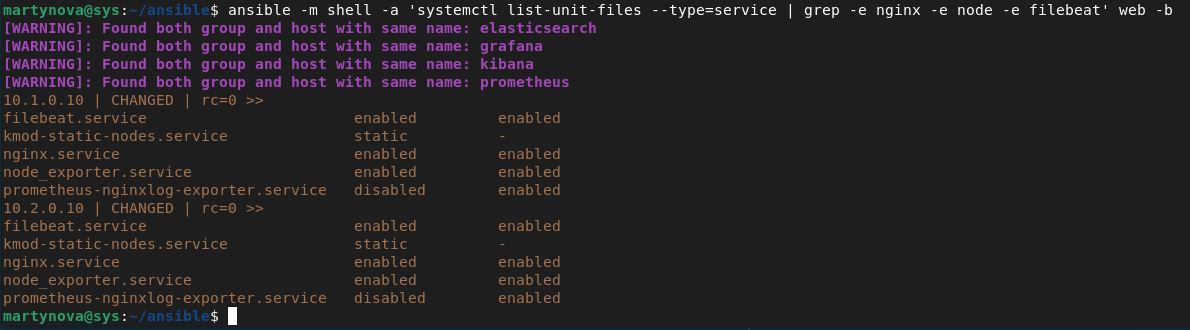 martynova@sys:~/ansible$ ansible -m shell -a 'systemctl list-unit-files --type=service | grep -e nginx -e node -e filebeat' web -b
[WARNING]: Found both group and host with same name: elasticsearch
[WARNING]: Found both group and host with same name: grafana
[WARNING]: Found both group and host with same name: kibana
[WARNING]: Found both group and host with same name: prometheus
10.1.0.10 | CHANGED | rc=0 >>
filebeat.service                       enabled         enabled
kmod-static-nodes.service              static          -
nginx.service                          enabled         enabled
node_exporter.service                  enabled         enabled
prometheus-nginxlog-exporter.service   disabled        enabled
10.2.0.10 | CHANGED | rc=0 >>
filebeat.service                       enabled         enabled
kmod-static-nodes.service              static          -
nginx.service                          enabled         enabled
node_exporter.service                  enabled         enabled
prometheus-nginxlog-exporter.service   disabled        enabled
martynova@sys:~/ansible$